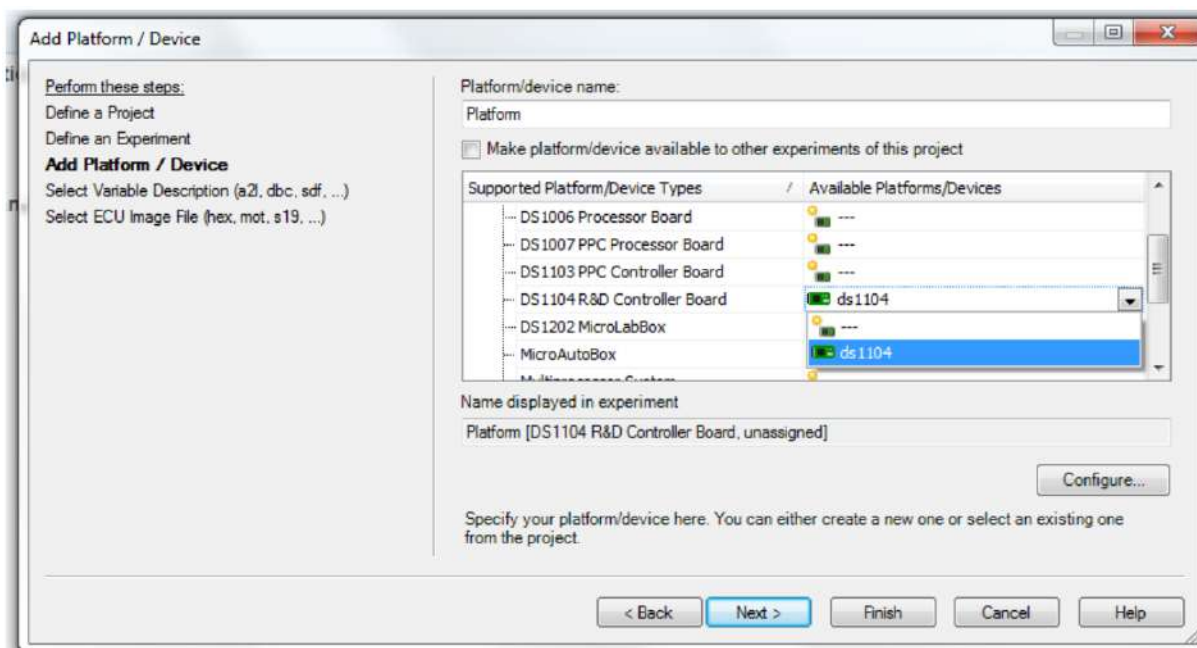 Add Platform / Device
Perform these steps:
Define a Project
Define an Experiment
Add Platform / Device
Select Variable Description (a2l, dbc, sdf, ...)
Select ECU Image File (hex, mot, s19, ...)
Platform/device name:
Platform
Make platform/device available to other experiments of this project
Supported Platform/Device Types / Available Platforms/Devices
DS1006 Processor Board ---
DS1007 PPC Processor Board ---
DS1103 PPC Controller Board ---
DS1104 R&D Controller Board ds1104
DS1202 MicroLabBox ---
MicroAutoBox ds1104
Name displayed in experiment
Platform [DS1104 R&D Controller Board, unassigned]
Configure...
Specify your platform/device here. You can either create a new one or select an existing one
from the project.
< Back Next > Finish Cancel Help